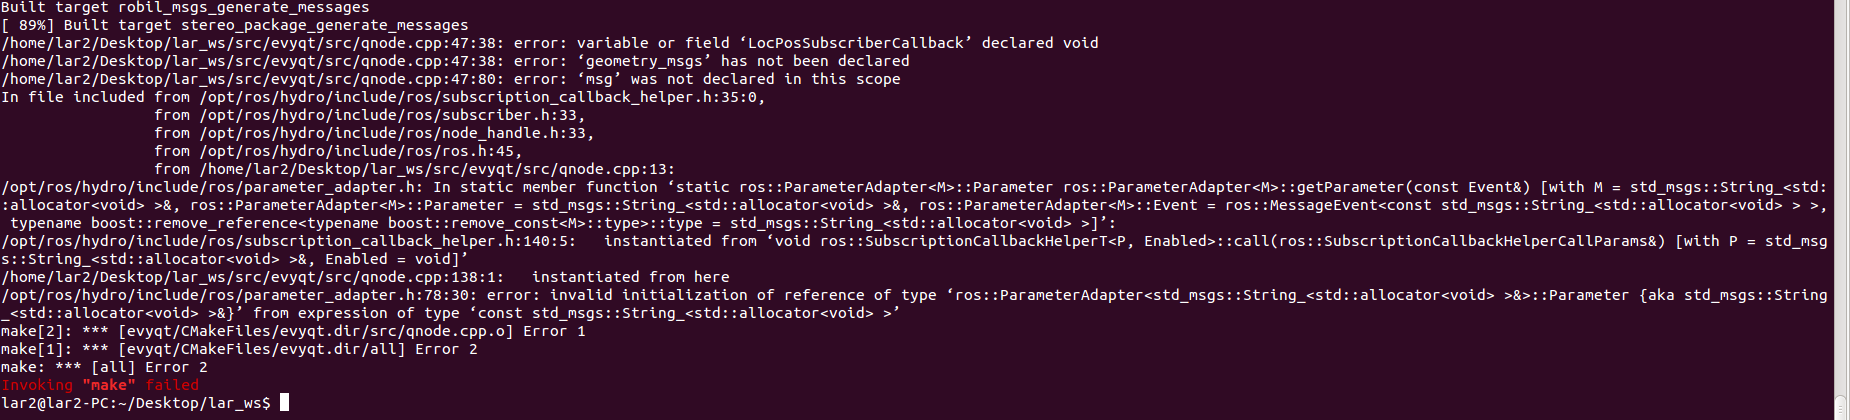 Built target robil_msgs_generate_messages
[ 89%] Built target stereo_package_generate_messages
/home/lar2/Desktop/lar_ws/src/evyqt/src/qnode.cpp:47:38: error: variable or field ‘LocPosSubscriberCallback’ declared void
/home/lar2/Desktop/lar_ws/src/evyqt/src/qnode.cpp:47:38: error: ‘geometry_msgs’ has not been declared
/home/lar2/Desktop/lar_ws/src/evyqt/src/qnode.cpp:47:80: error: ‘msg’ was not declared in this scope
In file included from /opt/ros/hydro/include/ros/subscription_callback_helper.h:35:0,
                 from /opt/ros/hydro/include/ros/subscriber.h:33,
                 from /opt/ros/hydro/include/ros/node_handle.h:33,
                 from /opt/ros/hydro/include/ros/ros.h:45,
                 from /home/lar2/Desktop/lar_ws/src/evyqt/src/qnode.cpp:13:
/opt/ros/hydro/include/ros/parameter_adapter.h: In static member function ‘static ros::ParameterAdapter<M>::Parameter ros::ParameterAdapter<M>::getParameter(const Event&) [with M = std_msgs::String_<std:
:allocator<void> >&, ros::ParameterAdapter<M>::Parameter = std_msgs::String_<std::allocator<void> >&, ros::ParameterAdapter<M>::Event = ros::MessageEvent<const std_msgs::String_<std::allocator<void> > >,
 typename boost::remove_reference<typename boost::remove_const<M>::type>::type = std_msgs::String_<std::allocator<void> >]’:
/opt/ros/hydro/include/ros/subscription_callback_helper.h:140:5:   instantiated from ‘void ros::SubscriptionCallbackHelperT<P, Enabled>::call(ros::SubscriptionCallbackHelperCallParams&) [with P = std_msg
s::String_<std::allocator<void> >&, Enabled = void]’
/home/lar2/Desktop/lar_ws/src/evyqt/src/qnode.cpp:138:1:   instantiated from here
/opt/ros/hydro/include/ros/parameter_adapter.h:78:30: error: invalid initialization of reference of type ‘ros::ParameterAdapter<std_msgs::String_<std::allocator<void> >&>::Parameter {aka std_msgs::String
_<std::allocator<void> >&}’ from expression of type ‘const std_msgs::String_<std::allocator<void> >’
make[2]: *** [evyqt/CMakeFiles/evyqt.dir/src/qnode.cpp.o] Error 1
make[1]: *** [evyqt/CMakeFiles/evyqt.dir/all] Error 2
make: *** [all] Error 2
Invoking "make" failed
lar2@lar2-PC:~/Desktop/lar_ws$